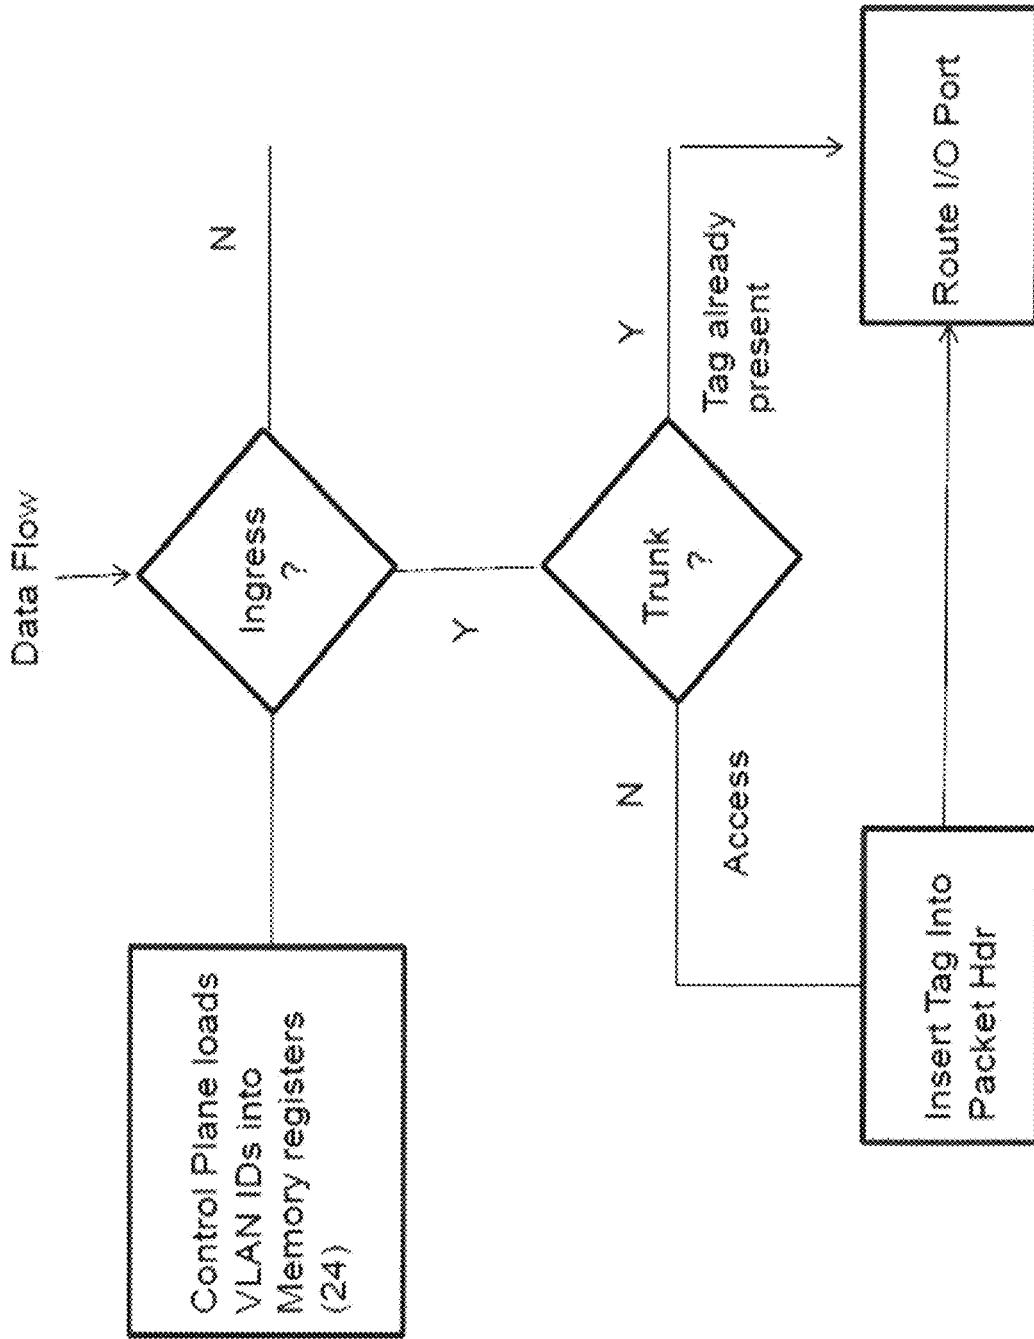 Data Flow
Control Plane loads
VLAN IDs into
Memory registers
(24)
Ingress
?
N
Y
Trunk
?
N
Access
Y
Tag already
present
Insert Tag Into
Packet Hdr
Route I/O Port